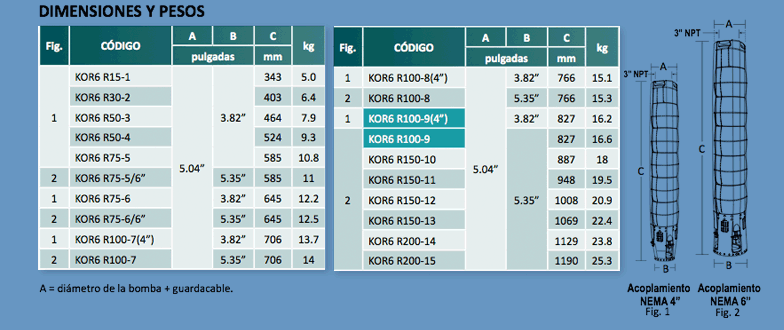 DIMENSIONES Y PESOS
Fig. CÓDIGO A B C kg
pulgadas mm
1 KOR6 R15-1 5.04” 3.82” 343 5.0
KOR6 R30-2 403 6.4
KOR6 R50-3 464 7.9
KOR6 R50-4 524 9.3
KOR6 R75-5 585 10.8
2 KOR6 R75-5/6” 5.35” 585 11
1 KOR6 R75-6 3.82” 645 12.2
2 KOR6 R75-6/6” 5.35” 645 12.5
1 KOR6 R100-7(4”) 3.82” 706 13.7
2 KOR6 R100-7 5.35” 706 14
A = diámetro de la bomba + guardacable.
Fig. CÓDIGO A B C kg
pulgadas mm
1 KOR6 R100-8(4”) 5.04” 3.82” 766 15.1
2 KOR6 R100-8 5.35” 766 15.3
1 KOR6 R100-9(4”) 3.82” 827 16.2
2 KOR6 R100-9 5.35” 827 16.6
KOR6 R150-10 887 18
KOR6 R150-11 948 19.5
KOR6 R150-12 1008 20.9
KOR6 R150-13 1069 22.4
KOR6 R200-14 1129 23.8
KOR6 R200-15 1190 25.3
A
3” NPT
C
B
Acoplamiento
NEMA 4”
Fig. 1
A
3” NPT
C
B
Acoplamiento
NEMA 6”
Fig. 2